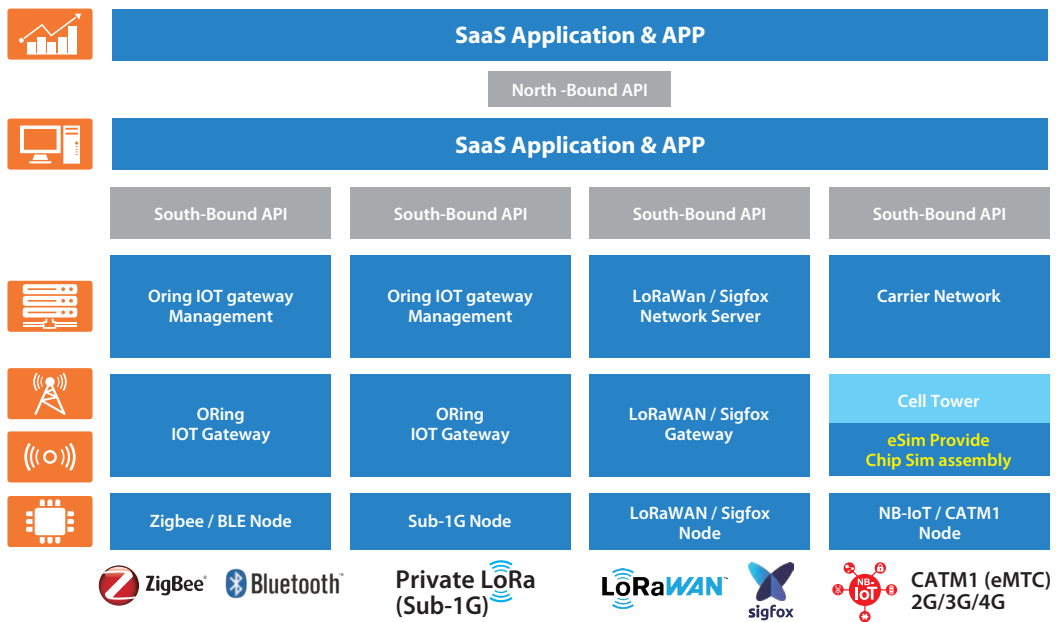 SaaS Application & APP
North -Bound API
SaaS Application & APP
South-Bound API
South-Bound API
South-Bound API
South-Bound API
Oring IOT gateway
Management
Oring IOT gateway
Management
LoRaWan / Sigfox
Network Server
Carrier Network
ORing
IOT Gateway
ORing
IOT Gateway
LoRaWAN / Sigfox
Gateway
Cell Tower
eSim Provide
Chip Sim assembly
Zigbee / BLE Node
Sub-1G Node
LoRaWAN / Sigfox
Node
NB-IoT / CATM1
Node
ZigBee®
Bluetooth™
Private LoRa
(Sub-1G)
LoRaWAN™
sigfox
NB-
IoT
CATM1 (eMTC)
2G/3G/4G